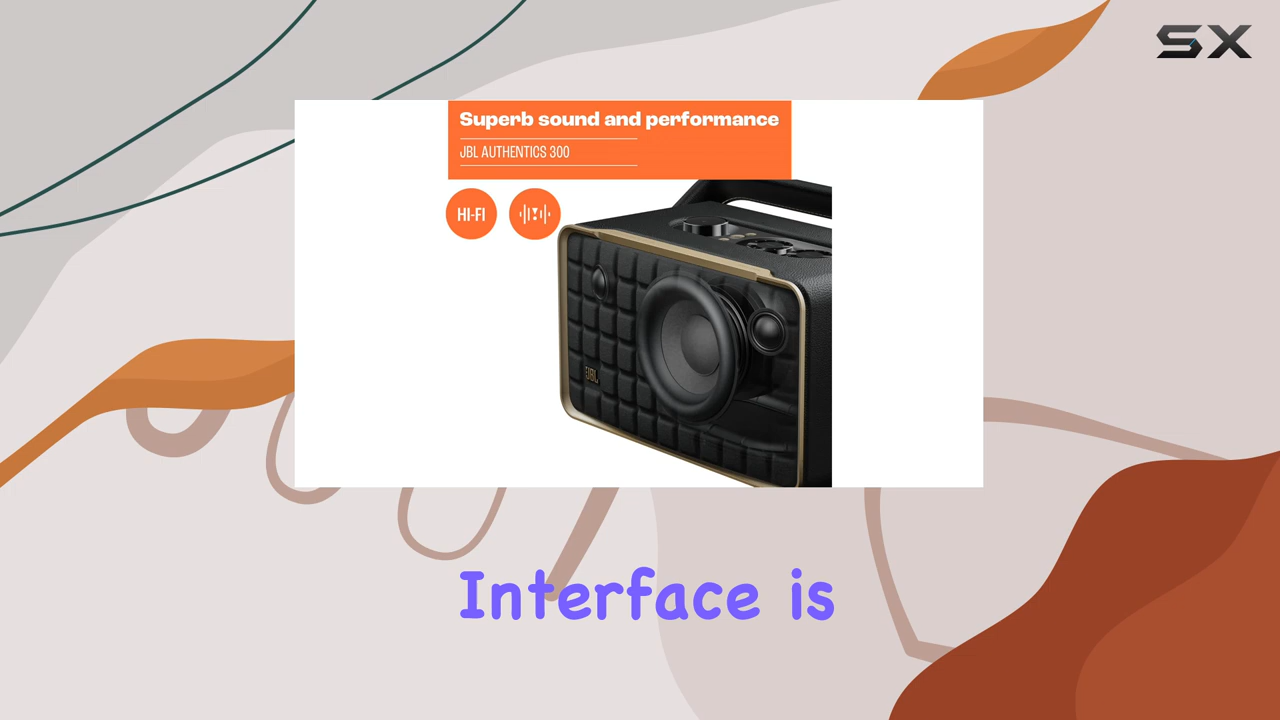 SX
Superb sound and performance
JBL AUTHENTICS 300
HI-FI
JBL
Interface is